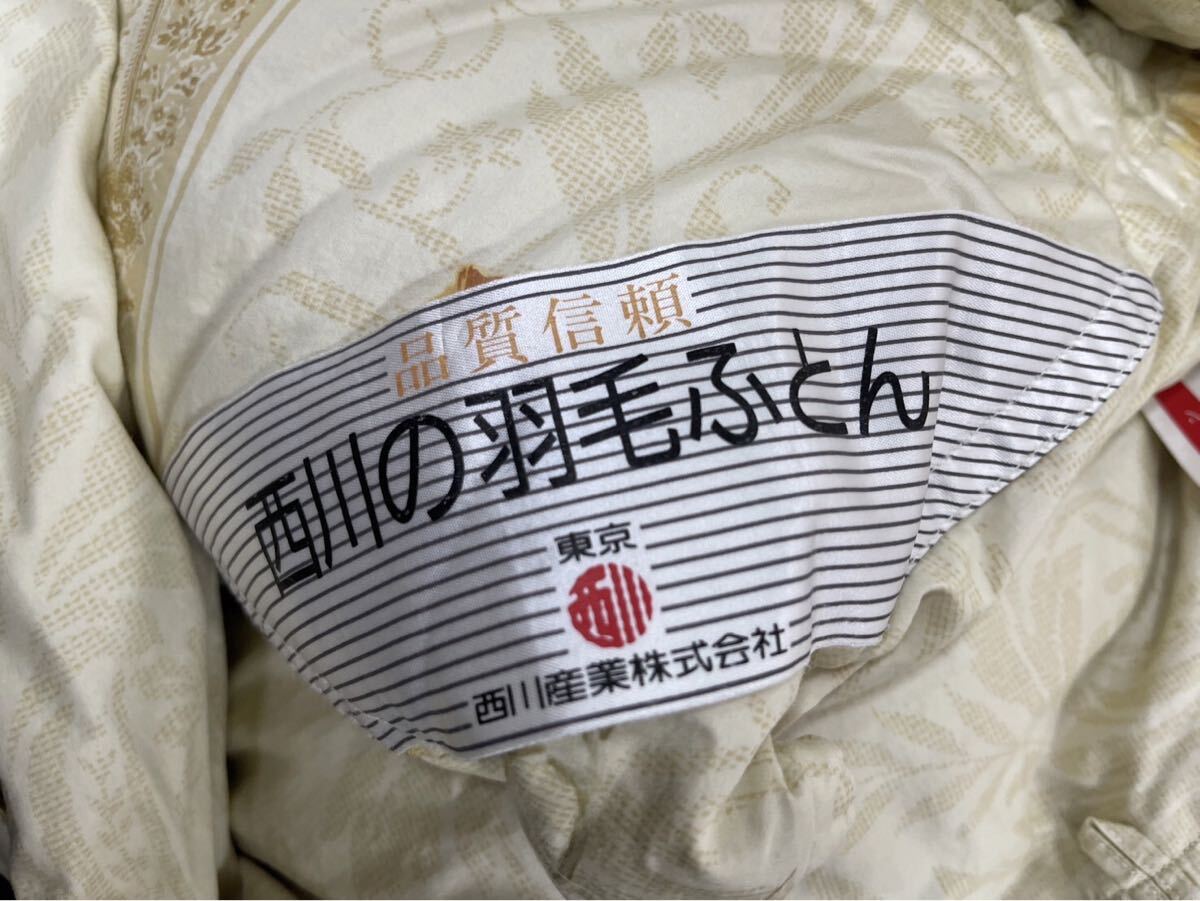 品質信頼
西川の羽毛ふとん
東京
西川
西川産業株式会社